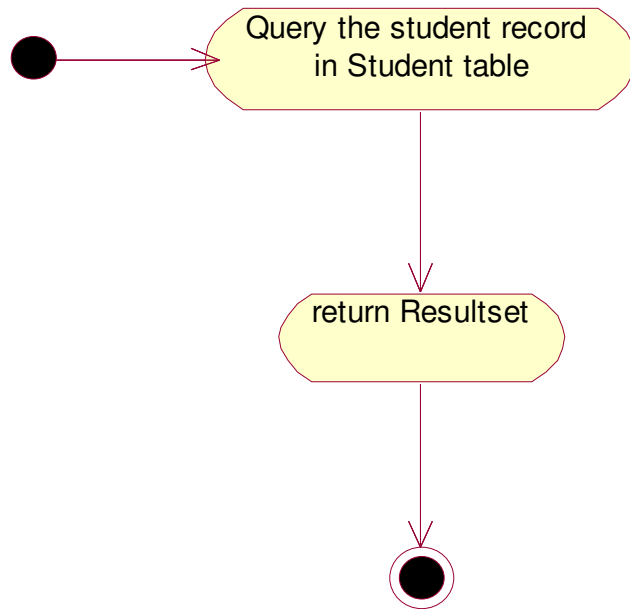 Query the student record
in Student table
return Resultset